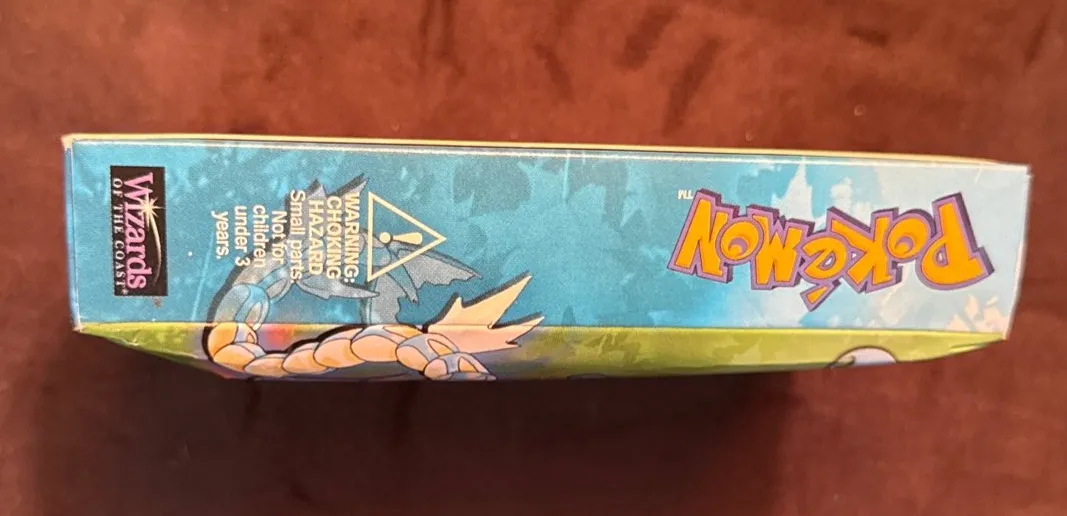 POKéMON
™
WARNING:
CHOKING
HAZARD
Small parts
Not for
children
under 3
years.
WIZARDS
OF THE COAST®